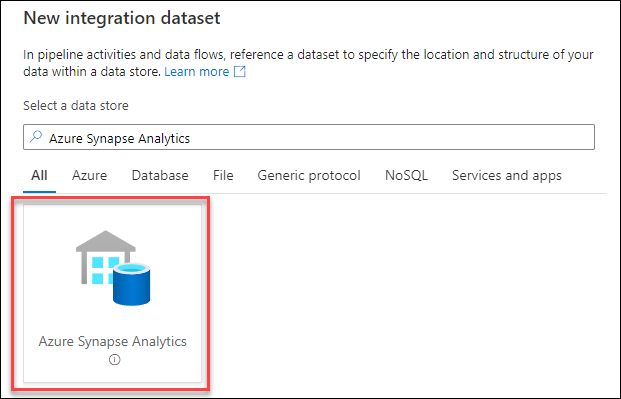 New integration dataset
In pipeline activities and data flows, reference a dataset to specify the location and structure of your
data within a data store. Learn more
Select a data store
Azure Synapse Analytics
All Azure Database File Generic protocol NoSQL Services and apps
Azure Synapse Analytics